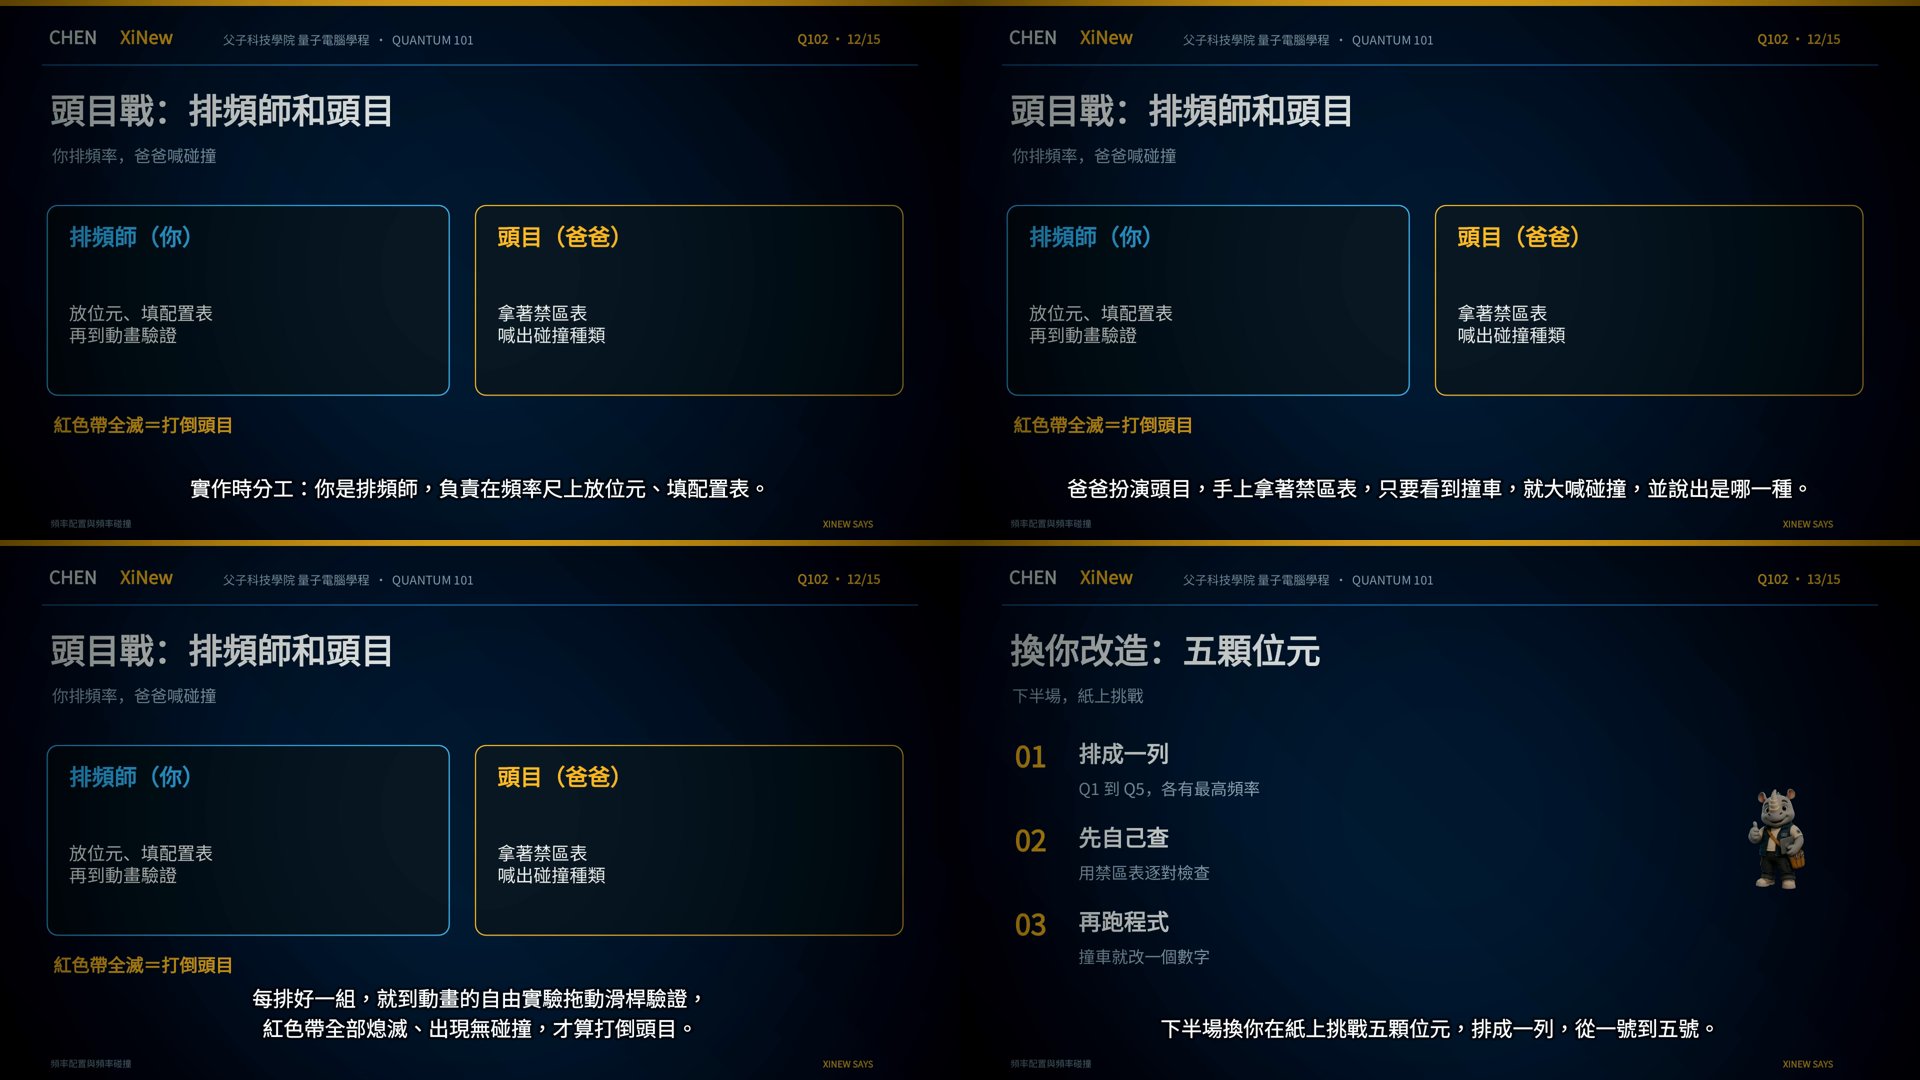 CHEN XiNew 父子科技學院 量子電腦學程 · QUANTUM 101 Q102 · 12/15
頭目戰：排頻師和頭目
你排頻率，爸爸喊碰撞
排頻師（你）
放位元、填配置表
再到動畫驗證
頭目（爸爸）
拿著禁區表
喊出碰撞種類
紅色帶全滅＝打倒頭目
實作時分工：你是排頻師，負責在頻率尺上放位元、填配置表。
頻率配置與頻率碰撞 XINEW SAYS
CHEN XiNew 父子科技學院 量子電腦學程 · QUANTUM 101 Q102 · 12/15
頭目戰：排頻師和頭目
你排頻率，爸爸喊碰撞
排頻師（你）
放位元、填配置表
再到動畫驗證
頭目（爸爸）
拿著禁區表
喊出碰撞種類
紅色帶全滅＝打倒頭目
爸爸扮演頭目，手上拿著禁區表，只要看到撞車，就大喊碰撞，並說出是哪一種。
頻率配置與頻率碰撞 XINEW SAYS
CHEN XiNew 父子科技學院 量子電腦學程 · QUANTUM 101 Q102 · 12/15
頭目戰：排頻師和頭目
你排頻率，爸爸喊碰撞
排頻師（你）
放位元、填配置表
再到動畫驗證
頭目（爸爸）
拿著禁區表
喊出碰撞種類
紅色帶全滅＝打倒頭目
每排好一組，就到動畫的自由實驗拖動滑桿驗證，
紅色帶全部熄滅、出現無碰撞，才算打倒頭目。
頻率配置與頻率碰撞 XINEW SAYS
CHEN XiNew 父子科技學院 量子電腦學程 · QUANTUM 101 Q102 · 13/15
換你改造：五顆位元
下半場，紙上挑戰
01 排成一列
Q1 到 Q5，各有最高頻率
02 先自己查
用禁區表逐對檢查
03 再跑程式
撞車就改一個數字
下半場換你在紙上挑戰五顆位元，排成一列，從一號到五號。
頻率配置與頻率碰撞 XINEW SAYS